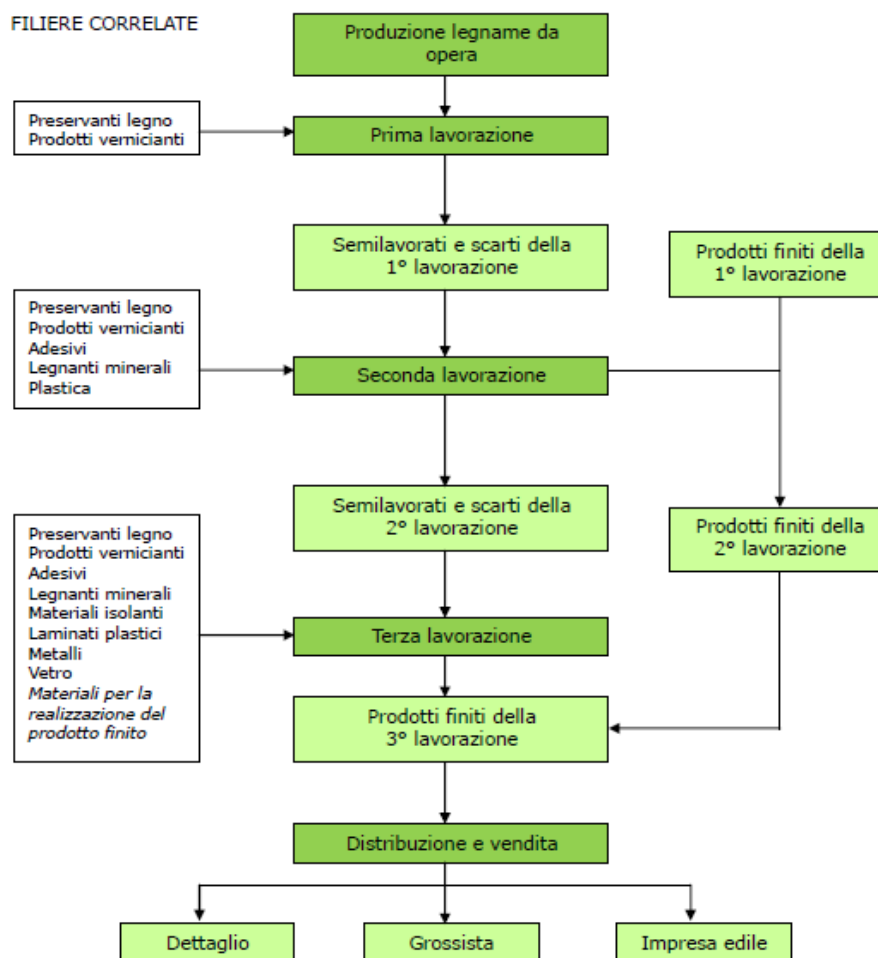 FILIERE CORRELATE
Produzione legname da
opera
Preservanti legno
Prodotti vernicianti
Prima lavorazione
Semilavorati e scarti della
1° lavorazione
Prodotti finiti della
1° lavorazione
Preservanti legno
Prodotti vernicianti
Adesivi
Legnanti minerali
Plastica
Seconda lavorazione
Semilavorati e scarti della
2° lavorazione
Prodotti finiti della
2° lavorazione
Preservanti legno
Prodotti vernicianti
Adesivi
Legnanti minerali
Materiali isolanti
Laminati plastici
Metalli
Vetro
Materiali per la
realizzazione del
prodotto finito
Terza lavorazione
Prodotti finiti della
3° lavorazione
Distribuzione e vendita
Dettaglio
Grossista
Impresa edile